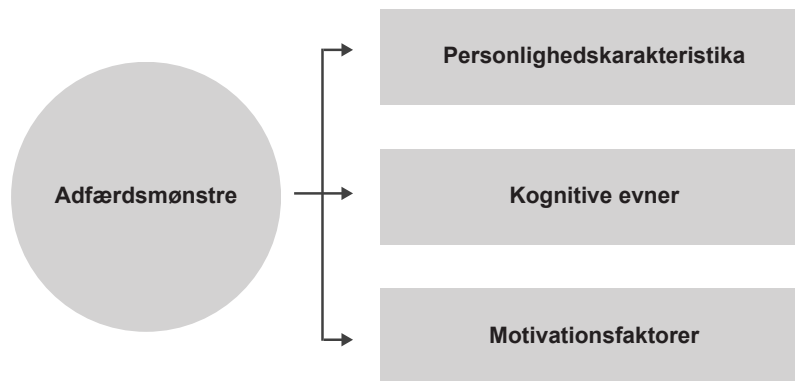 Personlighedskarakteristika
Adfærdsmønstre
Kognitive evner
Motivationsfaktorer